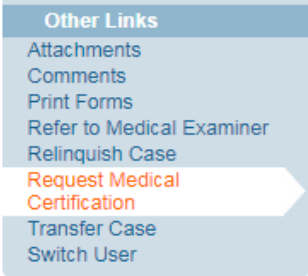 Other Links
Attachments
Comments
Print Forms
Refer to Medical Examiner
Relinquish Case
Request Medical
Certification
Transfer Case
Switch User